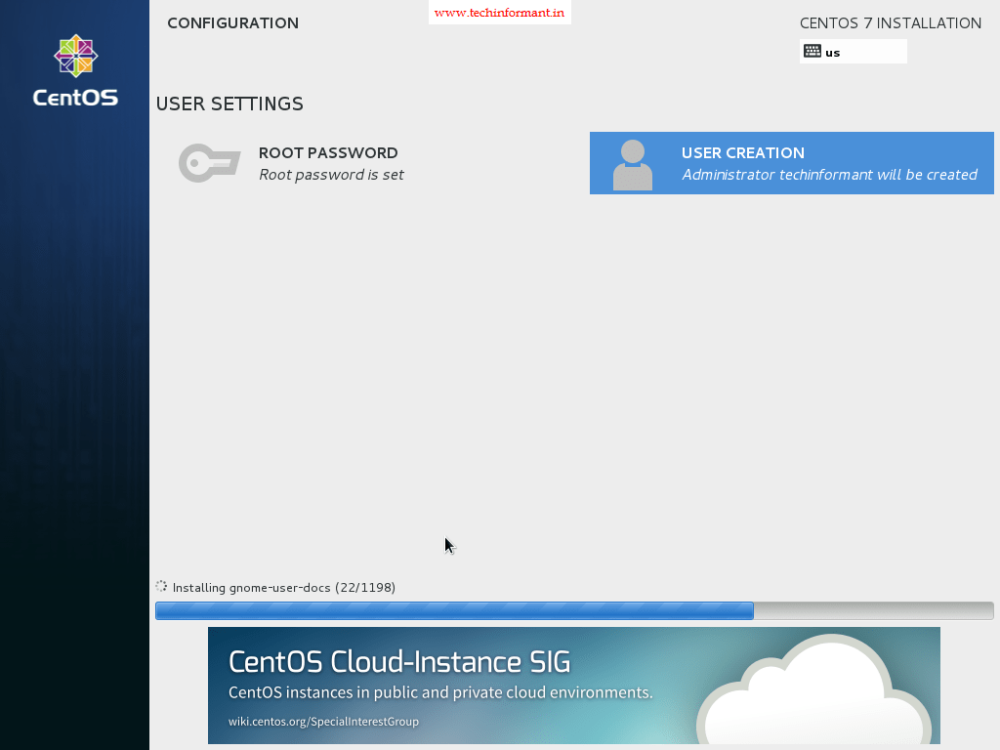 CONFIGURATION
www.techinformant.in
CENTOS 7 INSTALLATION
us
CentOS
USER SETTINGS
ROOT PASSWORD
Root password is set
USER CREATION
Administrator techinformant will be created
Installing gnome-user-docs (22/1198)
CentOS Cloud-Instance SIG
CentOS instances in public and private cloud environments.
wiki.centos.org/SpecialInterestGroup